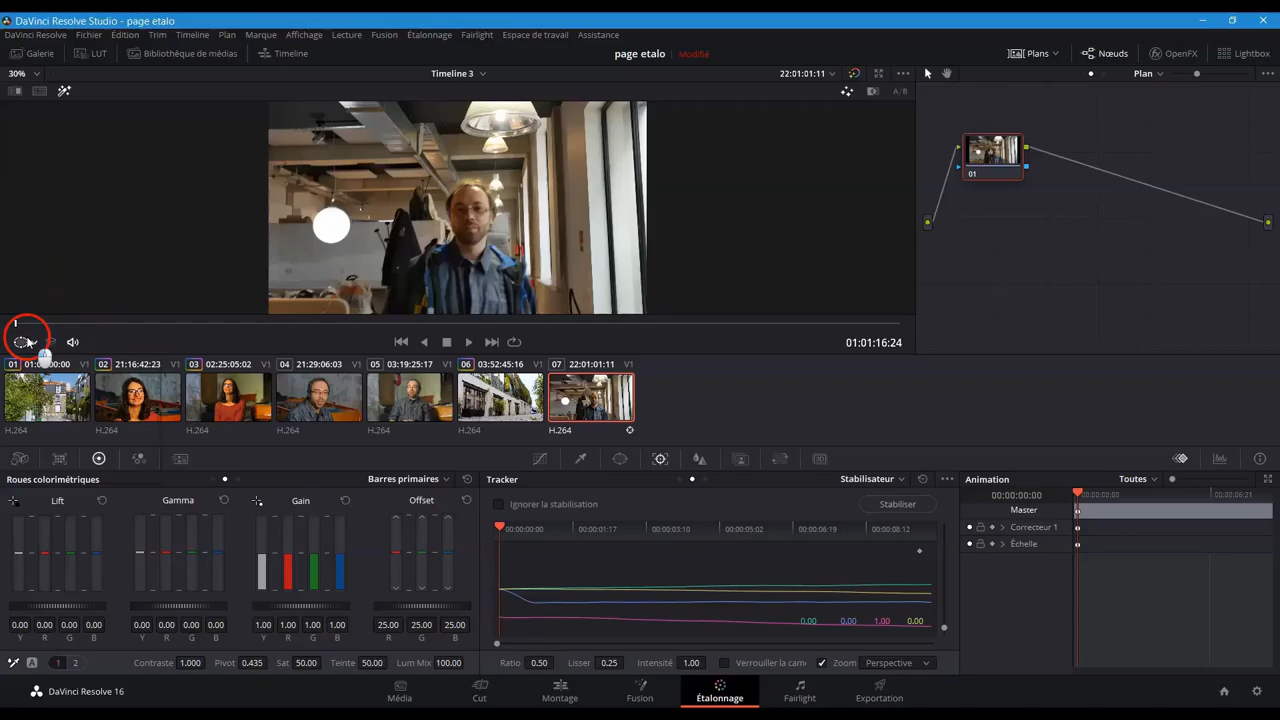 DaVinci Resolve Studio - page etalo
DaVinci Resolve Fichier Édition Trim Timeline Plan Marque Affichage Lecture Fusion Étalonnage Fairlight Espace de travail Assistance
Galerie LUT Bibliothèque de médias Timeline page etalo Modifié Plans Nœuds OpenFX Lightbox
30% Timeline 3 22:01:01:11 Plan
A/B
01
01:01:16:24
01 V1 02 21:16:42:23 V1 03 02:25:05:02 V1 04 21:29:06:03 V1 05 03:19:25:17 V1 06 03:52:45:16 V1 07 22:01:01:11 V1
H.264 H.264 H.264 H.264 H.264 H.264 H.264
Roues colorimétriques Barres primaires Tracker Stabilisateur Animation Toutes
Lift Gamma Gain Offset Ignorer la stabilisation Stabiliser
00:00:00:00 00:00:00:00 00:00:06:21
Master
00:00:00:00 00:00:01:17 00:00:03:10 00:00:05:02 00:00:06:19 00:00:08:12
Correcteur 1
Échelle
0.00 0.00 1.00 0.00
0.00 0.00 0.00 0.00 0.00 0.00 0.00 0.00 1.00 1.00 1.00 1.00 25.00 25.00 25.00
Y R G B Y R G B Y R G B R G B
A 1 2 Contraste 1.000 Pivot 0.435 Sat 50.00 Teinte 50.00 Lum Mix 100.00 Ratio 0.50 Lisser 0.25 Intensité 1.00 Verrouiller la came Zoom Perspective
DaVinci Resolve 16 Média Cut Montage Fusion Étalonnage Fairlight Exportation